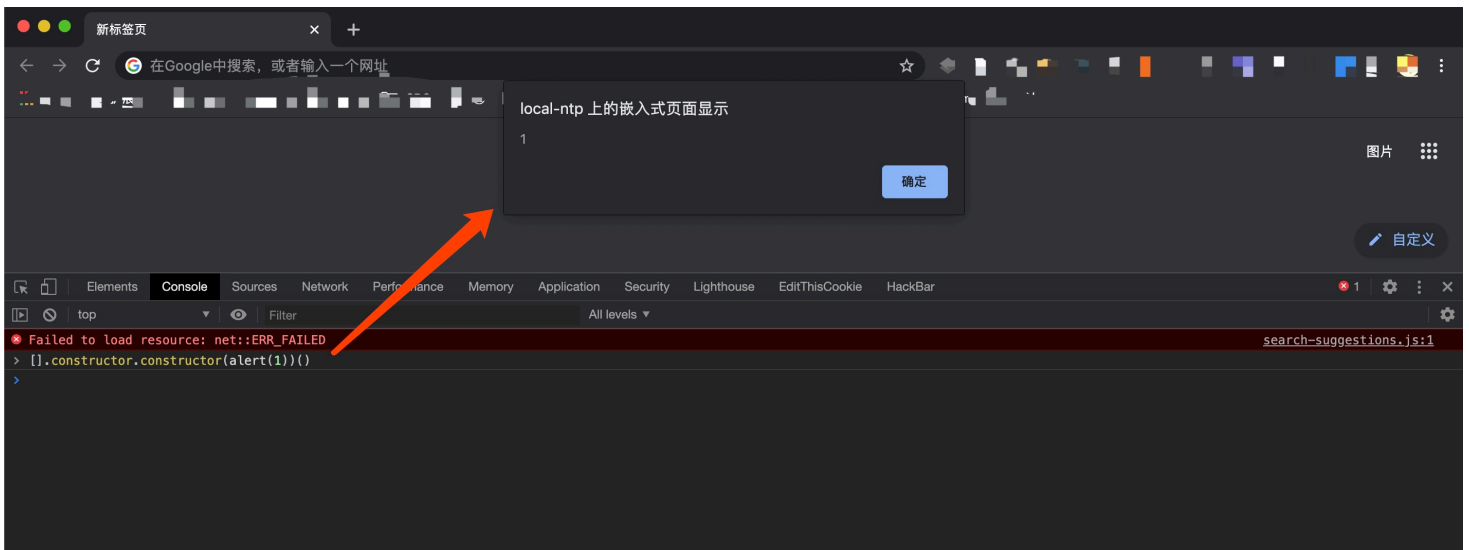 新标签页
在Google中搜索，或者输入一个网址
local-ntp 上的嵌入式页面显示
1
确定
图片
自定义
Elements Console Sources Network Performance Memory Application Security Lighthouse EditThisCookie HackBar 1
top Filter All levels
Failed to load resource: net::ERR_FAILED search-suggestions.js:1
> [].constructor.constructor(alert(1))()
>